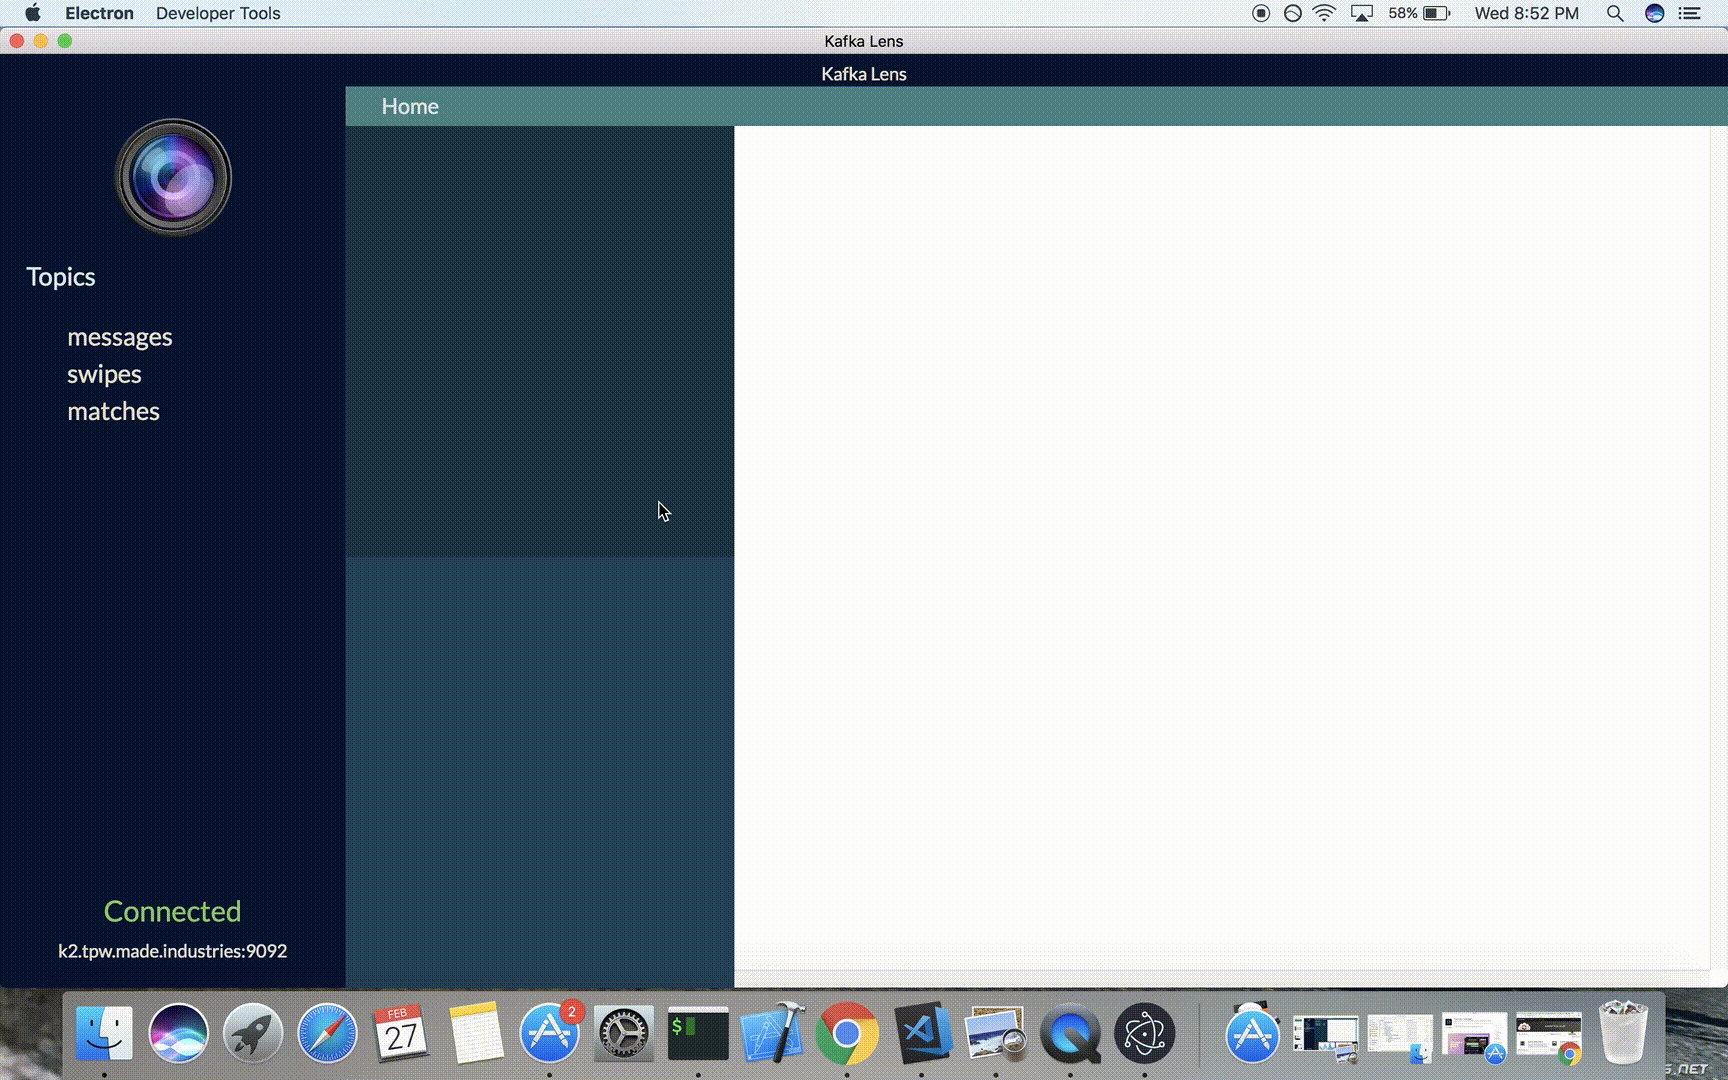 Electron Developer Tools 58% Wed 8:52 PM
Kafka Lens
Kafka Lens
Home
Topics
messages
swipes
matches
Connected
k2.tpw.made.industries:9092
FEB
27
2
$